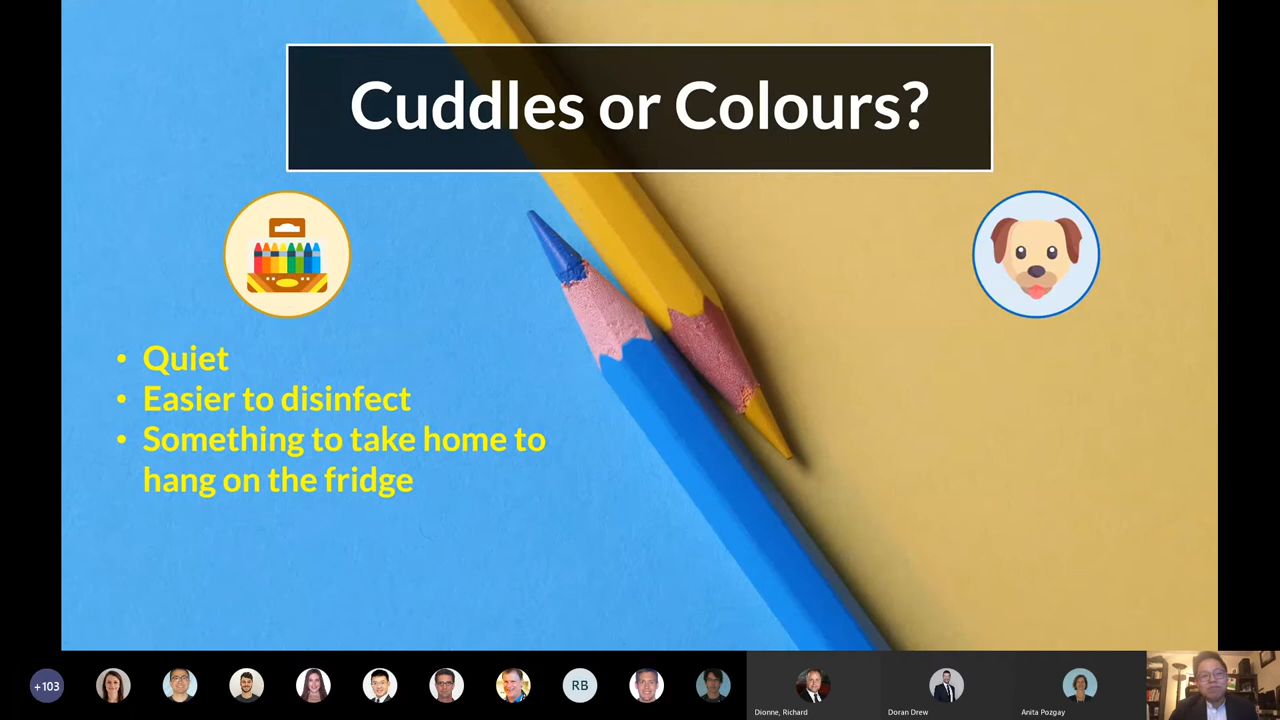 Cuddles or Colours?
• Quiet
• Easier to disinfect
• Something to take home to
hang on the fridge
+103
RB
Dionne, Richard
Doran Drew
Anita Pozgay